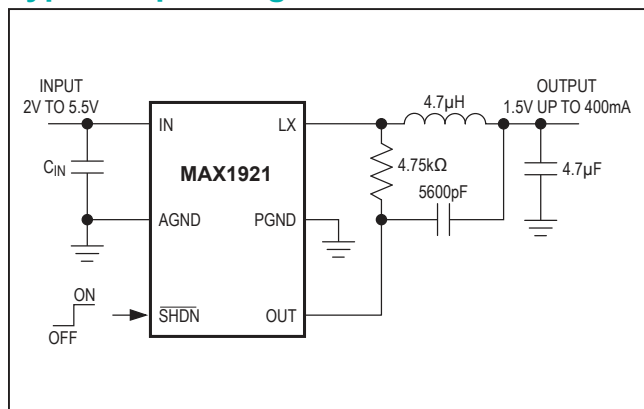 INPUT
2V TO 5.5V
OUTPUT
1.5V UP TO 400mA
4.7µH
IN
LX
CIN
MAX1921
4.75kΩ
4.7µF
5600pF
AGND
PGND
ON
OFF
SHDN
OUT